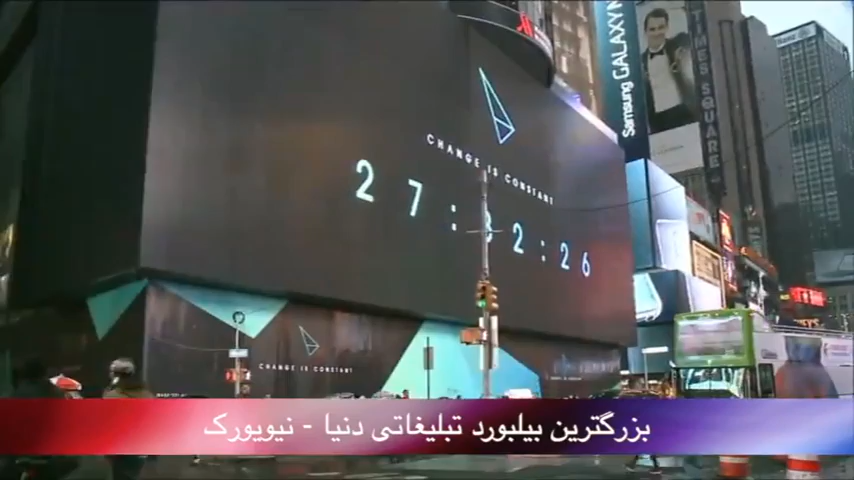 CHANGE IS CONSTANT
27:32:26
Samsung GALAXY
TIMES SQUARE
CHANGE IS CONSTANT
بزرگترین بیلبورد تبلیغاتی دنیا - نیویورک